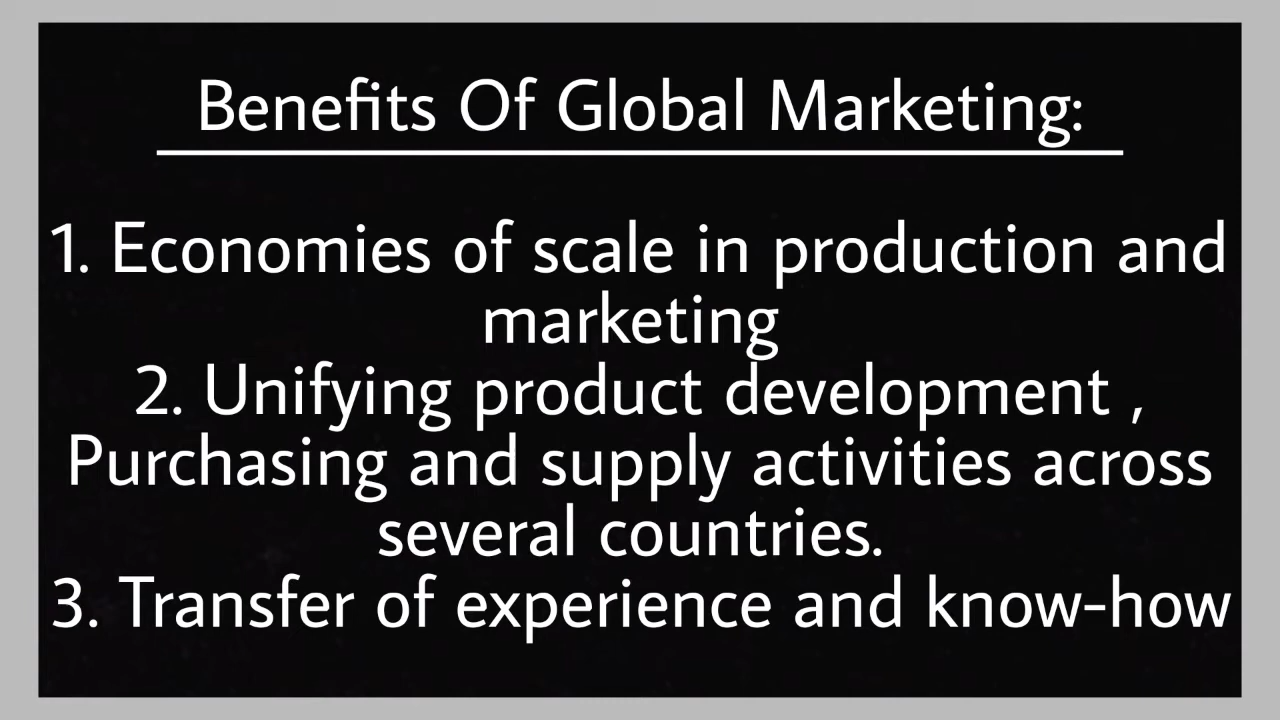 Benefits Of Global Marketing:
1. Economies of scale in production and
marketing
2. Unifying product development ,
Purchasing and supply activities across
several countries.
3. Transfer of experience and know-how